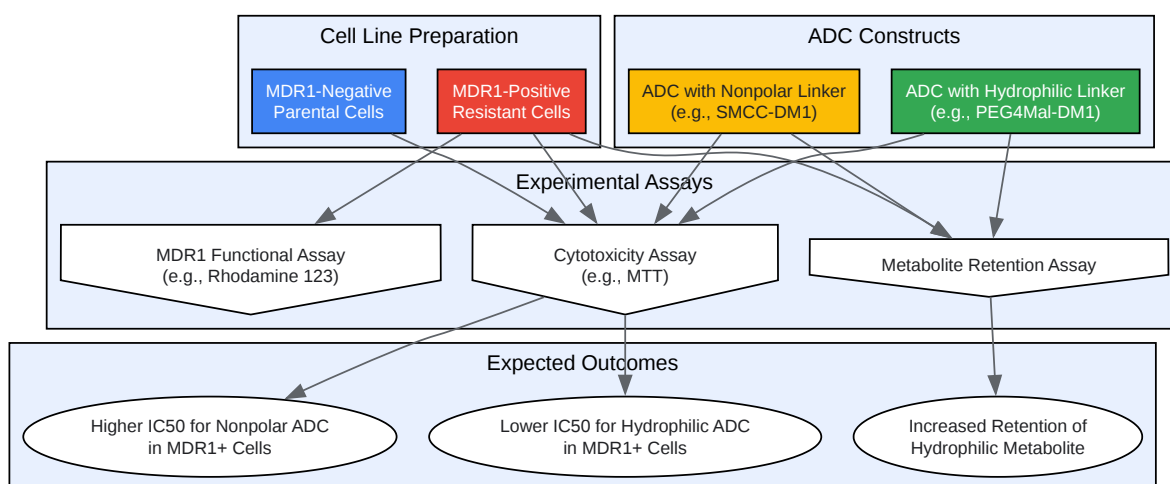 Cell Line Preparation
ADC Constructs
MDR1-Negative
Parental Cells
MDR1-Positive
Resistant Cells
ADC with Nonpolar Linker
(e.g., SMCC-DM1)
ADC with Hydrophilic Linker
(e.g., PEG4Mal-DM1)
Experimental Assays
MDR1 Functional Assay
(e.g., Rhodamine 123)
Cytotoxicity Assay
(e.g., MTT)
Metabolite Retention Assay
Expected Outcomes
Higher IC50 for Nonpolar ADC
in MDR1+ Cells
Lower IC50 for Hydrophilic ADC
in MDR1+ Cells
Increased Retention of
Hydrophilic Metabolite